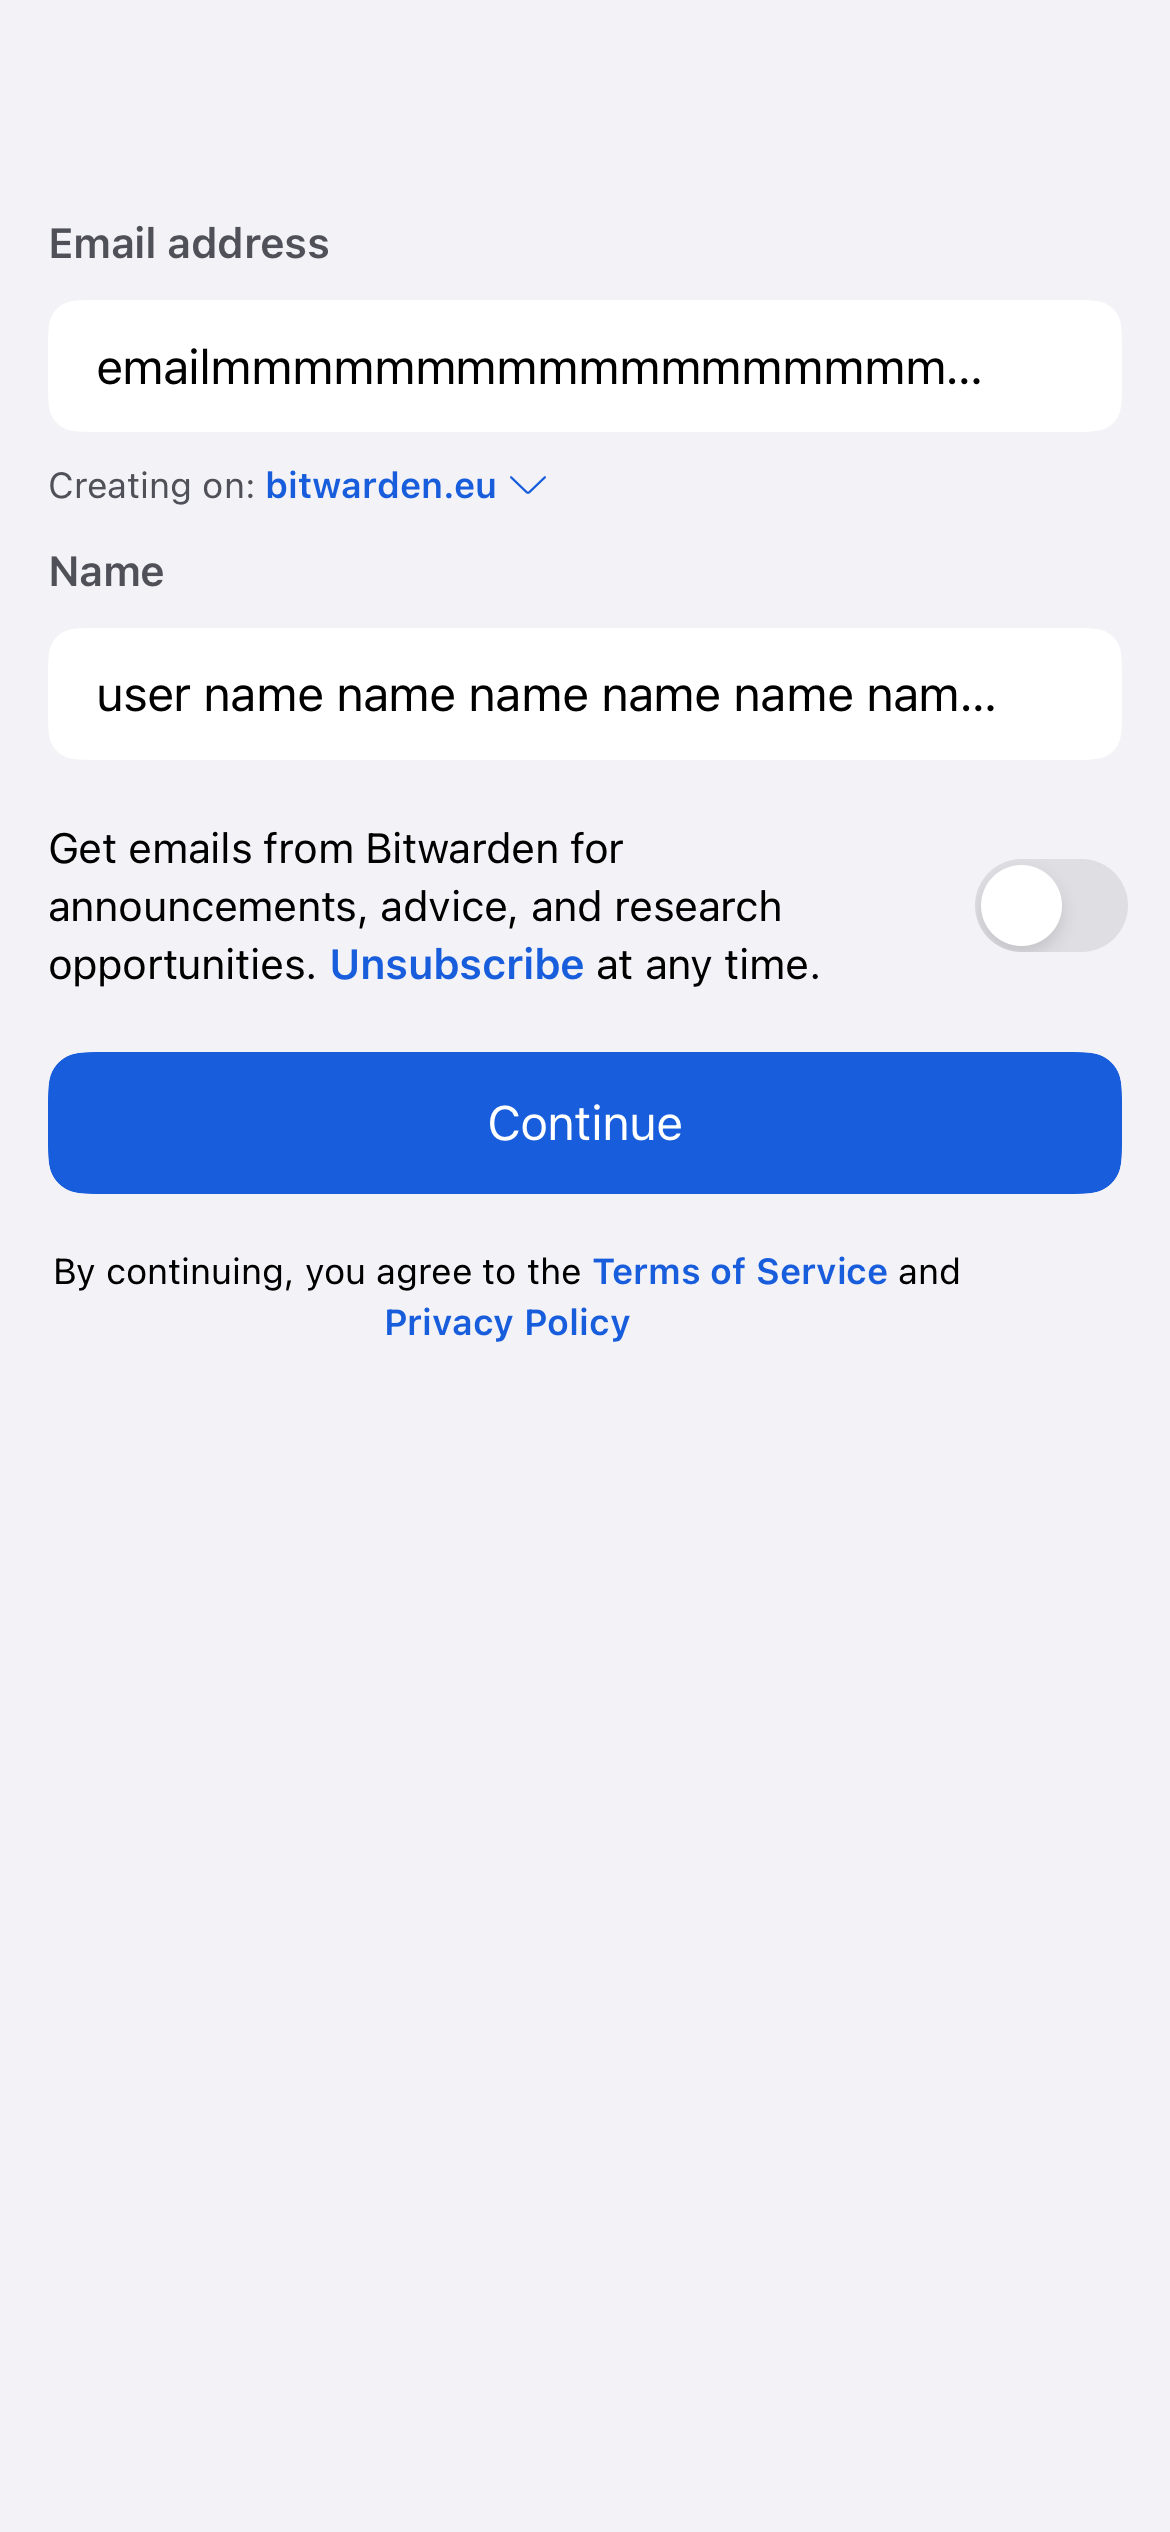 Email address
emailmmmmmmmmmmmmmmmmmm...
Creating on: bitwarden.eu
Name
user name name name name name nam...
Get emails from Bitwarden for
announcements, advice, and research
opportunities. Unsubscribe at any time.
Continue
By continuing, you agree to the Terms of Service and
Privacy Policy